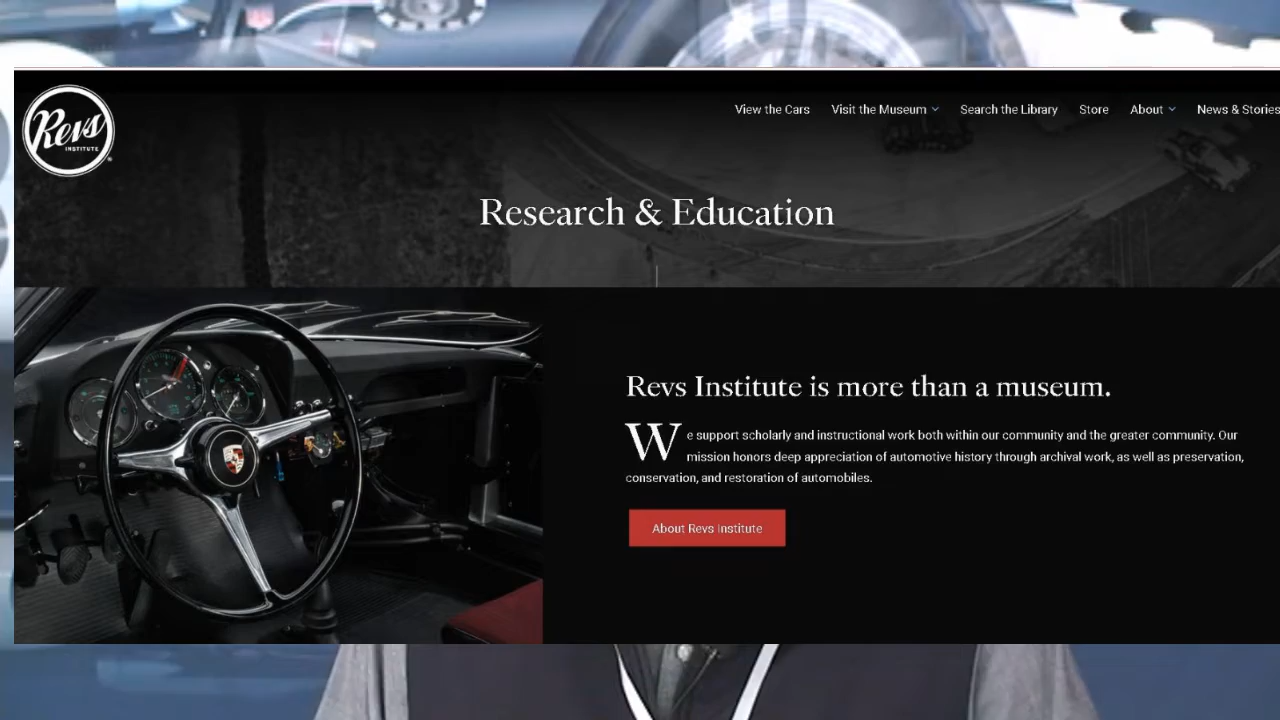 Revs
INSTITUTE
View the Cars Visit the Museum Search the Library Store About News & Stories
Research & Education
Revs Institute is more than a museum.
We support scholarly and instructional work both within our community and the greater community. Our
mission honors deep appreciation of automotive history through archival work, as well as preservation,
conservation, and restoration of automobiles.
About Revs Institute